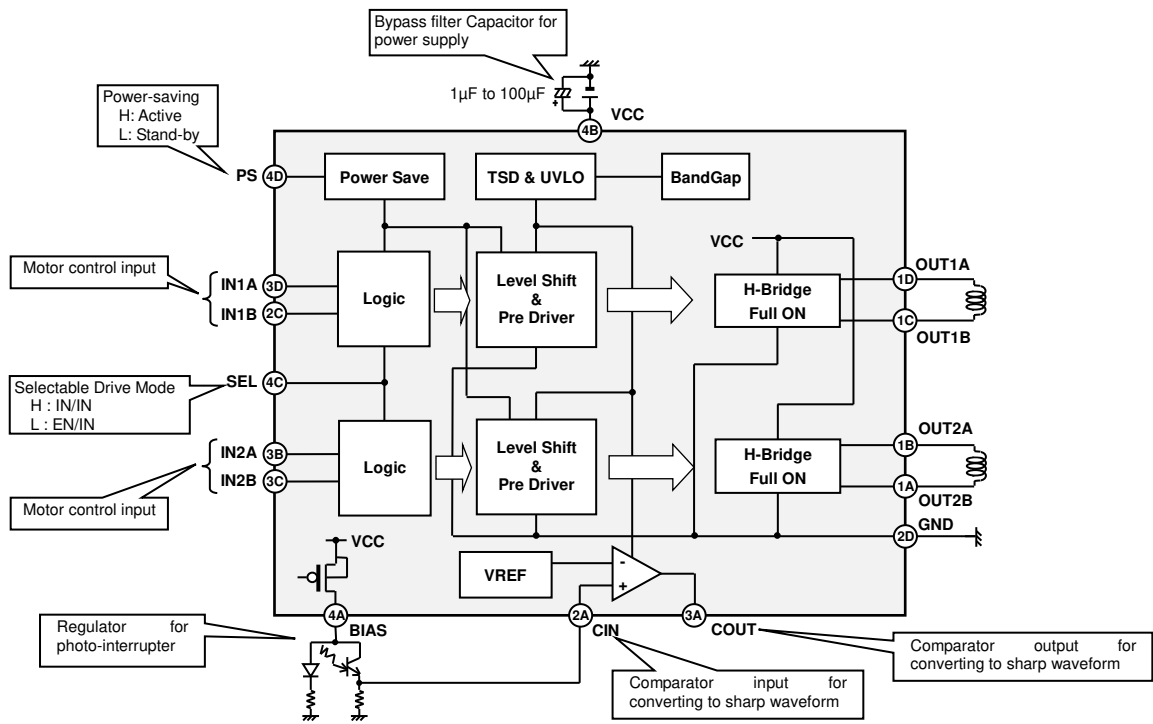 Bypass filter Capacitor for
power supply
1μF to 100μF
VCC
4B
Power-saving
H: Active
L: Stand-by
PS
4D
Power Save
TSD & UVLO
BandGap
VCC
Motor control input
IN1A
3D
IN1B
2C
Logic
Level Shift
&
Pre Driver
H-Bridge
Full ON
1D
OUT1A
1C
OUT1B
Selectable Drive Mode
H : IN/IN
L : EN/IN
SEL
4C
IN2A
3B
IN2B
3C
Motor control input
Logic
Level Shift
&
Pre Driver
H-Bridge
Full ON
1B
OUT2A
1A
OUT2B
GND
2D
VCC
VREF
-
+
4A
BIAS
2A
CIN
3A
COUT
Regulator for
photo-interrupter
Comparator input for
converting to sharp waveform
Comparator output for
converting to sharp waveform